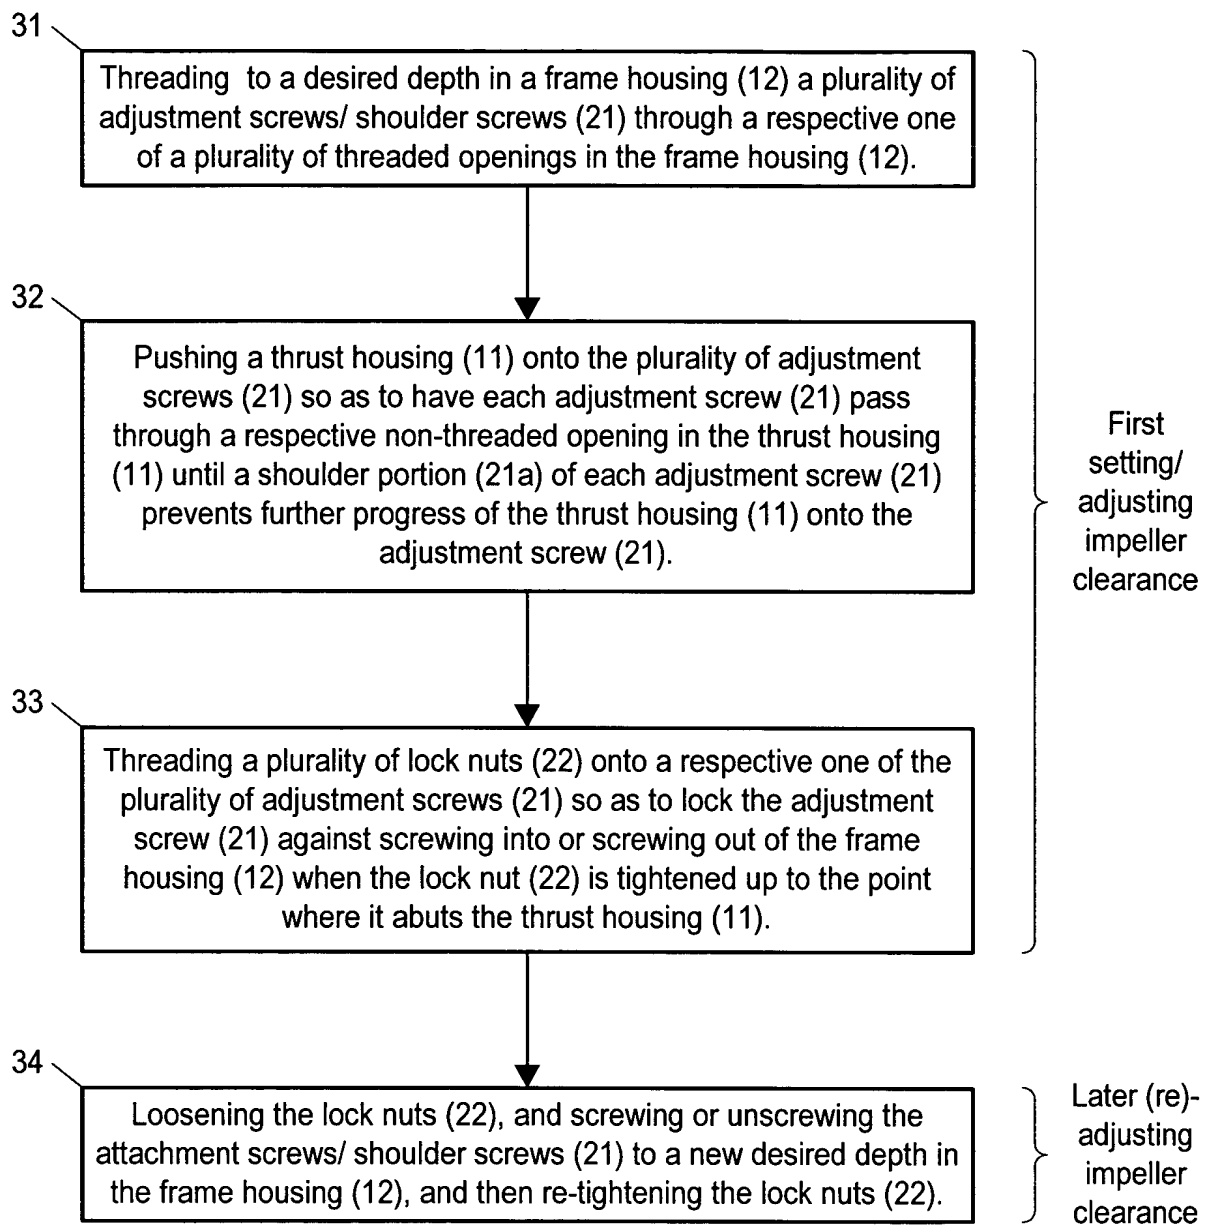 31
Threading to a desired depth in a frame housing (12) a plurality of
adjustment screws/ shoulder screws (21) through a respective one
of a plurality of threaded openings in the frame housing (12).
32
Pushing a thrust housing (11) onto the plurality of adjustment
screws (21) so as to have each adjustment screw (21) pass
through a respective non-threaded opening in the thrust housing
(11) until a shoulder portion (21a) of each adjustment screw (21)
prevents further progress of the thrust housing (11) onto the
adjustment screw (21).
First
setting/
adjusting
impeller
clearance
33
Threading a plurality of lock nuts (22) onto a respective one of the
plurality of adjustment screws (21) so as to lock the adjustment
screw (21) against screwing into or screwing out of the frame
housing (12) when the lock nut (22) is tightened up to the point
where it abuts the thrust housing (11).
34
Loosening the lock nuts (22), and screwing or unscrewing the
attachment screws/ shoulder screws (21) to a new desired depth in
the frame housing (12), and then re-tightening the lock nuts (22).
Later (re)-
adjusting
impeller
clearance